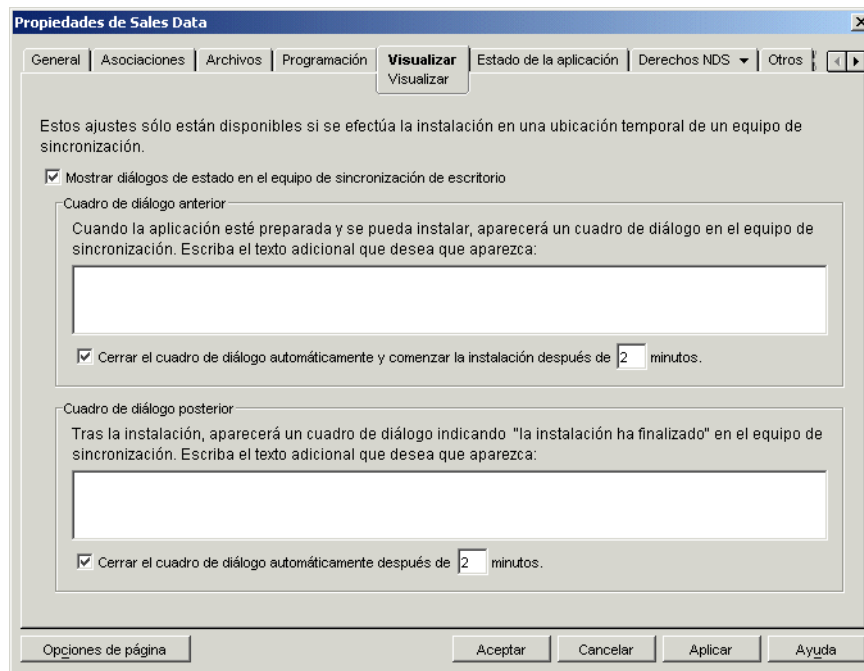 Propiedades de Sales Data
General
Asociaciones
Archivos
Programación
Visualizar
Estado de la aplicación
Derechos NDS
Otros
Visualizar
Estos ajustes sólo están disponibles si se efectúa la instalación en una ubicación temporal de un equipo de
sincronización.
Mostrar diálogos de estado en el equipo de sincronización de escritorio
Cuadro de diálogo anterior
Cuando la aplicación esté preparada y se pueda instalar, aparecerá un cuadro de diálogo en el equipo de
sincronización. Escriba el texto adicional que desea que aparezca:
Cerrar el cuadro de diálogo automáticamente y comenzar la instalación después de 2 minutos.
Cuadro de diálogo posterior
Tras la instalación, aparecerá un cuadro de diálogo indicando "la instalación ha finalizado" en el equipo de
sincronización. Escriba el texto adicional que desea que aparezca:
Cerrar el cuadro de diálogo automáticamente después de 2 minutos.
Opciones de página
Aceptar
Cancelar
Aplicar
Ayuda